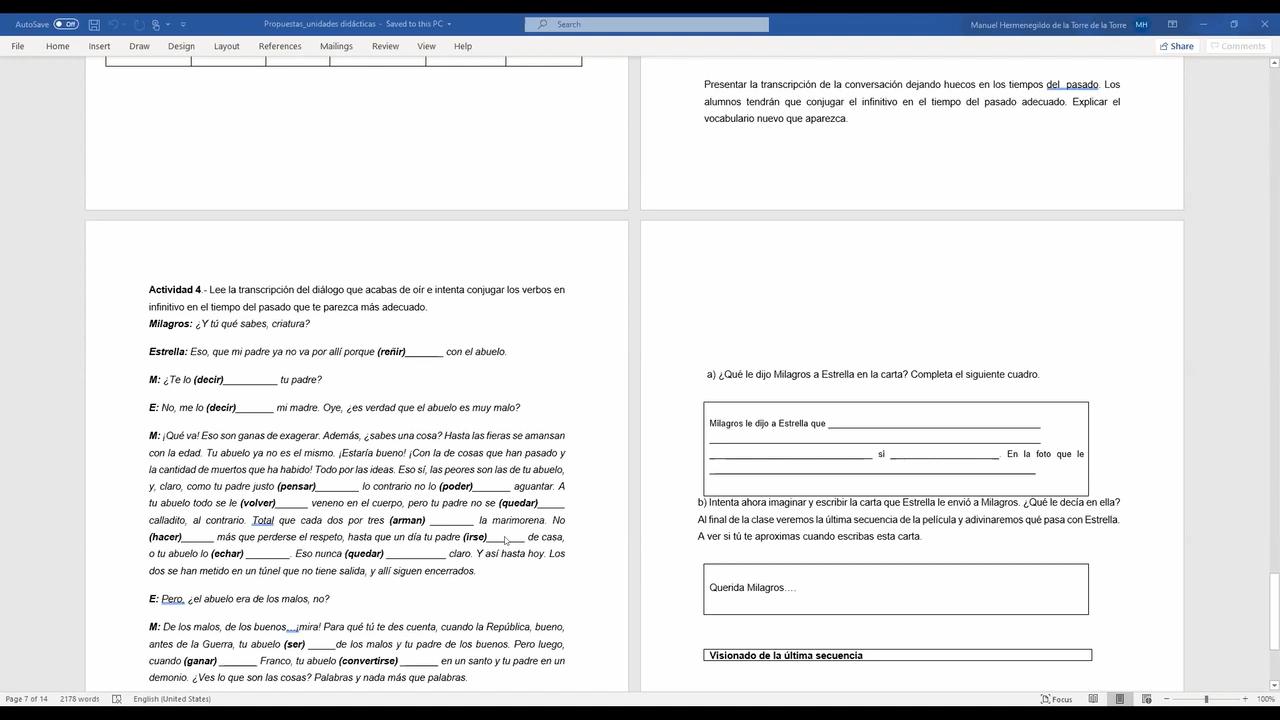 AutoSave Off
Propuestas_unidades didácticas - Saved to this PC
Search
Manuel Hermenegildo de la Torre de la Torre MH
File Home Insert Draw Design Layout References Mailings Review View Help
Share Comments
Presentar la transcripción de la conversación dejando huecos en los tiempos del pasado. Los
alumnos tendrán que conjugar el infinitivo en el tiempo del pasado adecuado. Explicar el
vocabulario nuevo que aparezca.
Actividad 4.- Lee la transcripción del diálogo que acabas de oír e intenta conjugar los verbos en
infinitivo en el tiempo del pasado que te parezca más adecuado.
Milagros: ¿Y tú qué sabes, criatura?
Estrella: Eso, que mi padre ya no va por allí porque (reñir)_______ con el abuelo.
M: ¿Te lo (decir)__________ tu padre?
E: No, me lo (decir)_______ mi madre. Oye, ¿es verdad que el abuelo es muy malo?
M: ¡Qué va! Eso son ganas de exagerar. Además, ¿sabes una cosa? Hasta las fieras se amansan
con la edad. Tu abuelo ya no es el mismo. ¡Estaría bueno! ¡Con la de cosas que han pasado y
la cantidad de muertos que ha habido! Todo por las ideas. Eso sí, las peores son las de tu abuelo,
y, claro, como tu padre justo (pensar)________ lo contrario no lo (poder)_______ aguantar. A
tu abuelo todo se le (volver)______ veneno en el cuerpo, pero tu padre no se (quedar)_____
calladito, al contrario. Total que cada dos por tres (arman) ________ la marimorena. No
(hacer)______ más que perderse el respeto, hasta que un día tu padre (irse)_______ de casa,
o tu abuelo lo (echar) ________. Eso nunca (quedar) ___________ claro. Y así hasta hoy. Los
dos se han metido en un túnel que no tiene salida, y allí siguen encerrados.
E: Pero, ¿el abuelo era de los malos, no?
M: De los malos, de los buenos...¡mira! Para qué tú te des cuenta, cuando la República, bueno,
antes de la Guerra, tu abuelo (ser) _____de los malos y tu padre de los buenos. Pero luego,
cuando (ganar) _______ Franco, tu abuelo (convertirse) _______ en un santo y tu padre en un
demonio. ¿Ves lo que son las cosas? Palabras y nada más que palabras.
a) ¿Qué le dijo Milagros a Estrella en la carta? Completa el siguiente cuadro.
Milagros le dijo a Estrella que ________________________________________
________________________________________________________________
_______________________________ si ____________________. En la foto que le
_______________________________________________________________
b) Intenta ahora imaginar y escribir la carta que Estrella le envió a Milagros. ¿Qué le decía en ella?
Al final de la clase veremos la última secuencia de la película y adivinaremos qué pasa con Estrella.
A ver si tú te aproximas cuando escribas esta carta.
Querida Milagros….
Visionado de la última secuencia
Page 7 of 14 2178 words English (United States) Focus 100%